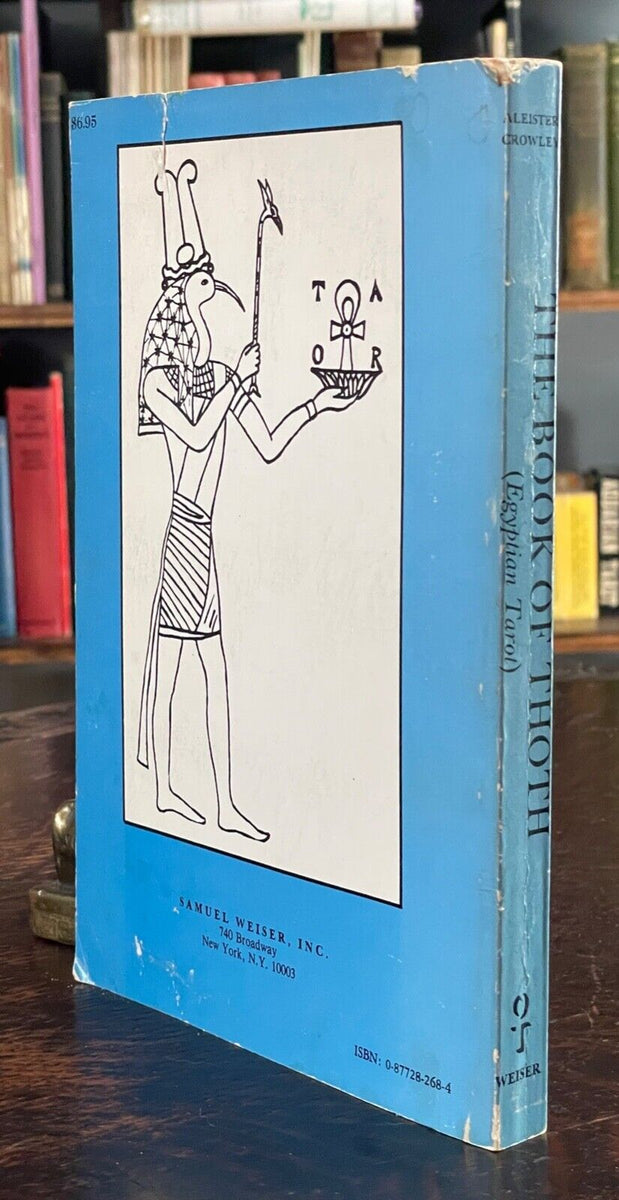 $6.95
T A
O R
SAMUEL WEISER, INC.
740 Broadway
New York, N.Y. 10003
ISBN: 0-87728-268-4
ALEISTER
CROWLEY
THE BOOK OF THOTH
(Egyptian Tarot)
WEISER